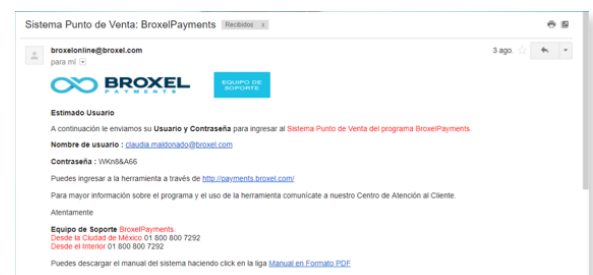 Sistema Punto de Venta: BroxelPayments Recibidos x
broxelonline@broxel.com 3 ago.
para mí
BROXEL
PAYMENTS
EQUIPO DE
SOPORTE
Estimado Usuario
A continuación le enviamos su Usuario y Contraseña para ingresar al Sistema Punto de Venta del programa BroxelPayments.
Nombre de usuario : claudia.maldonado@broxel.com
Contraseña : WKn8&A66
Puedes ingresar a la herramienta a través de http://payments.broxel.com/
Para mayor información sobre el programa y el uso de la herramienta comunícate a nuestro Centro de Atención al Cliente.
Atentamente
Equipo de Soporte BroxelPayments.
Desde la Ciudad de México 01 800 800 7292
Desde el Interior 01 800 800 7292
Puedes descargar el manual del sistema haciendo click en la liga Manual en Formato PDF